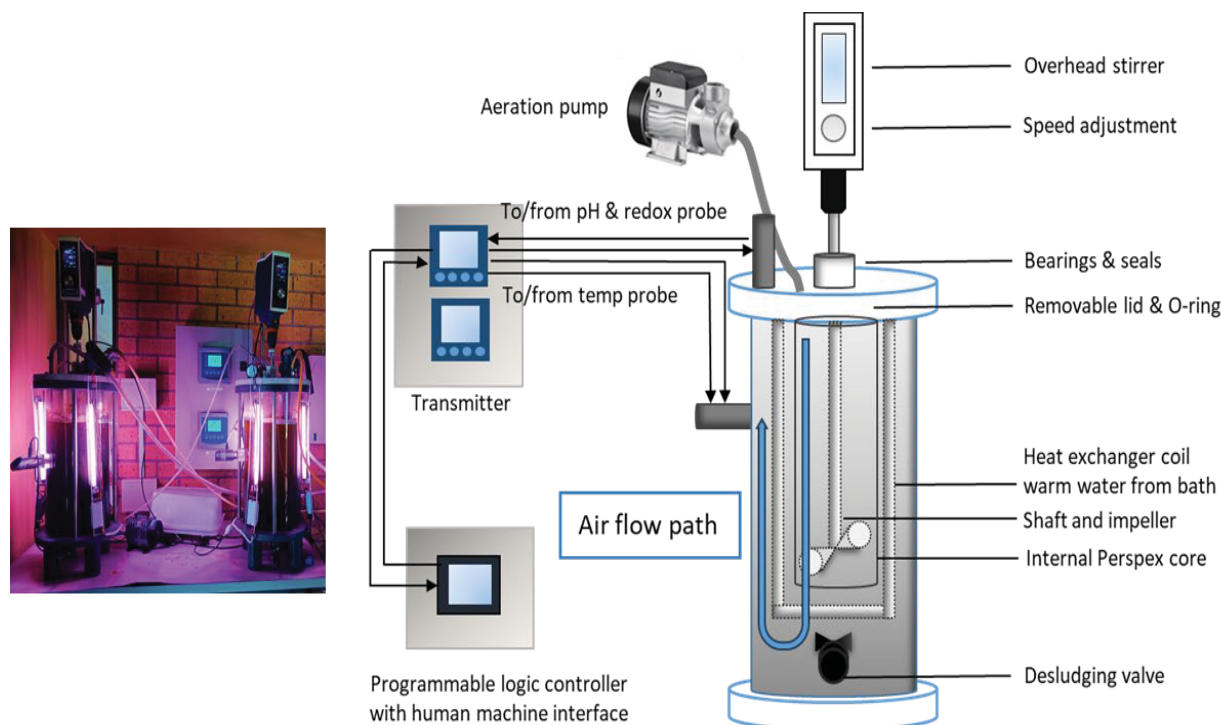 Aeration pump
Overhead stirrer
Speed adjustment
To/from pH & redox probe
Bearings & seals
To/from temp probe
Removable lid & O-ring
Transmitter
Heat exchanger coil
warm water from bath
Air flow path
Shaft and impeller
Internal Perspex core
Programmable logic controller
with human machine interface
Desludging valve